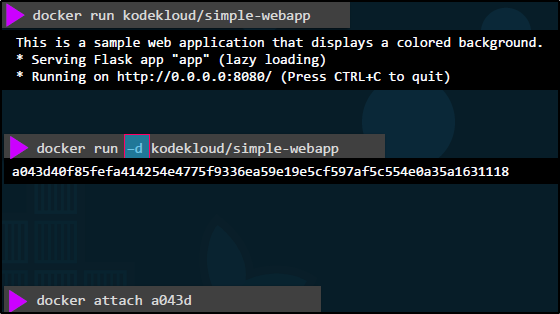 docker run kodekloud/simple-webapp
This is a sample web application that displays a colored background.
* Serving Flask app "app" (lazy loading)
* Running on http://0.0.0.0:8080/ (Press CTRL+C to quit)
docker run -d kodekloud/simple-webapp
a043d40f85fefa414254e4775f9336ea59e19e5cf597af5c554e0a35a1631118
docker attach a043d